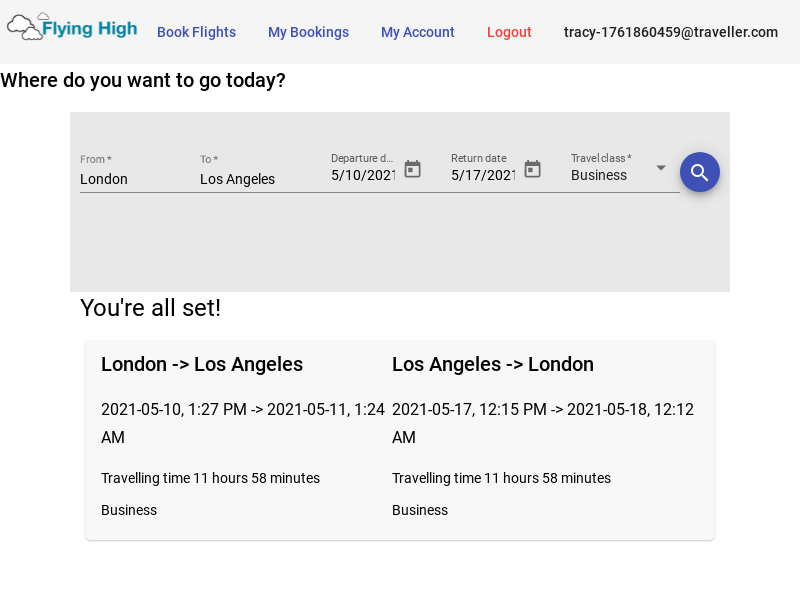 Flying High Book Flights My Bookings My Account Logout tracy-1761860459@traveller.com
Where do you want to go today?
From * To * Departure d... Return date Travel class *
London Los Angeles 5/10/2021 5/17/2021 Business
You're all set!
London -> Los Angeles
2021-05-10, 1:27 PM -> 2021-05-11, 1:24
AM
Travelling time 11 hours 58 minutes
Business
Los Angeles -> London
2021-05-17, 12:15 PM -> 2021-05-18, 12:12
AM
Travelling time 11 hours 58 minutes
Business